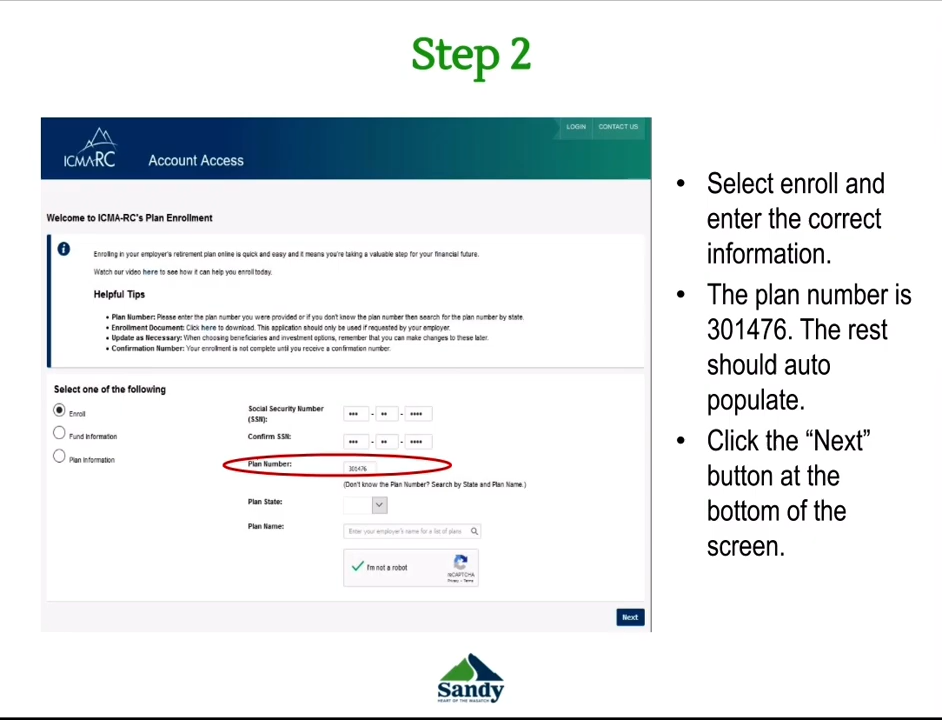 Step 2
ICMARC
Account Access
LOGIN
CONTACT US
Welcome to ICMA-RC's Plan Enrollment
Enrolling in your employer's retirement plan online is quick and easy and it means you're taking a valuable step for your financial future.
Watch our video here to see how it can help you enroll today.
Helpful Tips
• Plan Number: Please enter the plan number you were provided or if you don't know the plan number then search for the plan number by state.
• Enrollment Document: Click here to download. This application should only be used if requested by your employer.
• Update as Necessary: When choosing beneficiaries and investment options, remember that you can make changes to these later.
• Confirmation Number: Your enrollment is not complete until you receive a confirmation number.
Select one of the following
Enroll
Fund Information
Plan Information
Social Security Number
(SSN):
••• - •• - ••••
Confirm SSN:
••• - •• - ••••
Plan Number:
301476
(Don't know the Plan Number? Search by State and Plan Name.)
Plan State:
Plan Name:
Enter your employer's name for a list of plans
I'm not a robot
reCAPTCHA
Privacy - Terms
Next
• Select enroll and
enter the correct
information.
• The plan number is
301476. The rest
should auto
populate.
• Click the “Next”
button at the
bottom of the
screen.
Sandy
HEART OF THE WASATCH